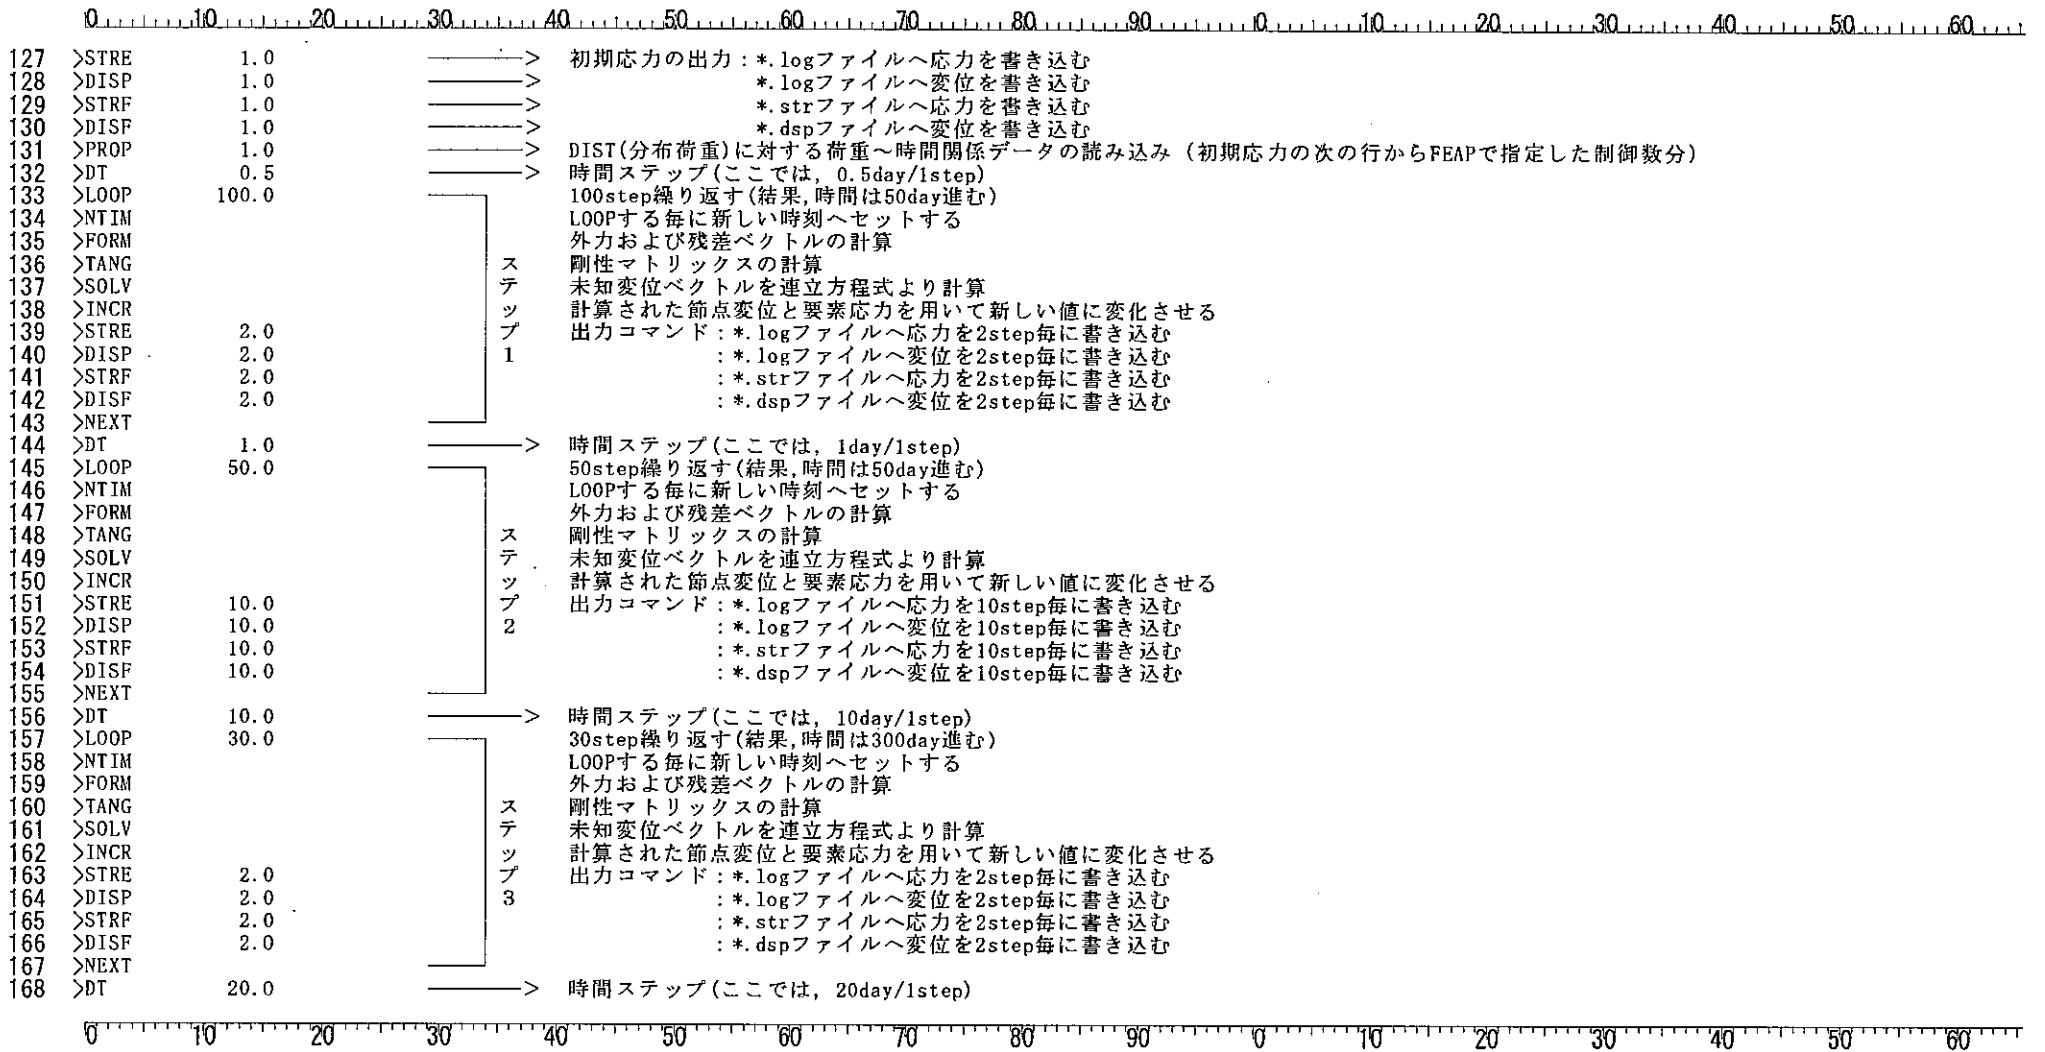 0 10 20 30 40 50 60 70 80 90 0 10 20 30 40 50 60
127 >STRE 1.0 ———> 初期応力の出力:*.logファイルへ応力を書き込む
128 >DISP 1.0 ———> *.logファイルへ変位を書き込む
129 >STRF 1.0 ———> *.strファイルへ応力を書き込む
130 >DISF 1.0 ———> *.dspファイルへ変位を書き込む
131 >PROP 1.0 ———> DIST(分布荷重)に対する荷重～時間関係データの読み込み (初期応力の次の行からFEAPで指定した制御数分)
132 >DT 0.5 ———> 時間ステップ(ここでは, 0.5day/1step)
133 >LOOP 100.0 100step繰り返す(結果,時間は50day進む)
134 >NTIM LOOPする毎に新しい時刻へセットする
135 >FORM 外力および残差ベクトルの計算
136 >TANG ス 剛性マトリックスの計算
137 >SOLV テ 未知変位ベクトルを連立方程式より計算
138 >INCR ッ 計算された節点変位と要素応力を用いて新しい値に変化させる
139 >STRE 2.0 プ 出力コマンド:*.logファイルへ応力を2step毎に書き込む
140 >DISP 2.0 1 :*.logファイルへ変位を2step毎に書き込む
141 >STRF 2.0 :*.strファイルへ応力を2step毎に書き込む
142 >DISF 2.0 :*.dspファイルへ変位を2step毎に書き込む
143 >NEXT
144 >DT 1.0 ———> 時間ステップ(ここでは, 1day/1step)
145 >LOOP 50.0 50step繰り返す(結果,時間は50day進む)
146 >NTIM LOOPする毎に新しい時刻へセットする
147 >FORM 外力および残差ベクトルの計算
148 >TANG ス 剛性マトリックスの計算
149 >SOLV テ 未知変位ベクトルを連立方程式より計算
150 >INCR ッ 計算された節点変位と要素応力を用いて新しい値に変化させる
151 >STRE 10.0 プ 出力コマンド:*.logファイルへ応力を10step毎に書き込む
152 >DISP 10.0 2 :*.logファイルへ変位を10step毎に書き込む
153 >STRF 10.0 :*.strファイルへ応力を10step毎に書き込む
154 >DISF 10.0 :*.dspファイルへ変位を10step毎に書き込む
155 >NEXT
156 >DT 10.0 ———> 時間ステップ(ここでは, 10day/1step)
157 >LOOP 30.0 30step繰り返す(結果,時間は300day進む)
158 >NTIM LOOPする毎に新しい時刻へセットする
159 >FORM 外力および残差ベクトルの計算
160 >TANG ス 剛性マトリックスの計算
161 >SOLV テ 未知変位ベクトルを連立方程式より計算
162 >INCR ッ 計算された節点変位と要素応力を用いて新しい値に変化させる
163 >STRE 2.0 プ 出力コマンド:*.logファイルへ応力を2step毎に書き込む
164 >DISP 2.0 3 :*.logファイルへ変位を2step毎に書き込む
165 >STRF 2.0 :*.strファイルへ応力を2step毎に書き込む
166 >DISF 2.0 :*.dspファイルへ変位を2step毎に書き込む
167 >NEXT
168 >DT 20.0 ———> 時間ステップ(ここでは, 20day/1step)
0 10 20 30 40 50 60 70 80 90 0 10 20 30 40 50 60